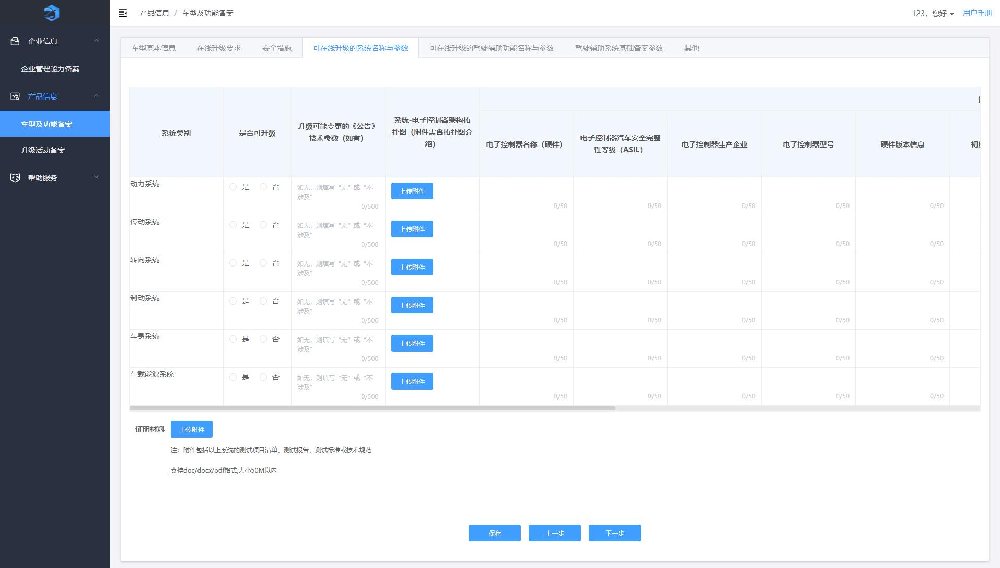 产品信息 / 车型及功能备案
123，您好
用户手册
企业信息
企业管理能力备案
产品信息
车型及功能备案
升级活动备案
帮助服务
车型基本信息
在线升级要求
安全措施
可在线升级的系统名称与参数
可在线升级的驾驶辅助功能名称与参数
驾驶辅助系统基础备案参数
其他
系统类别
是否可升级
升级可能变更的《公告》
技术参数（如有）
系统-电子控制器架构拓
扑图（附件需含拓扑图介
绍）
电子控制器名称（硬件）
电子控制器汽车安全完整
性等级（ASIL）
电子控制器生产企业
电子控制器型号
硬件版本信息
初
动力系统
是 否
如无，则填写“无”或“不
涉及”
0/500
上传附件
0/50
0/50
0/50
0/50
0/50
传动系统
是 否
如无，则填写“无”或“不
涉及”
0/500
上传附件
0/50
0/50
0/50
0/50
0/50
转向系统
是 否
如无，则填写“无”或“不
涉及”
0/500
上传附件
0/50
0/50
0/50
0/50
0/50
制动系统
是 否
如无，则填写“无”或“不
涉及”
0/500
上传附件
0/50
0/50
0/50
0/50
0/50
车身系统
是 否
如无，则填写“无”或“不
涉及”
0/500
上传附件
0/50
0/50
0/50
0/50
0/50
车载能源系统
是 否
如无，则填写“无”或“不
涉及”
0/500
上传附件
0/50
0/50
0/50
0/50
0/50
证明材料
上传附件
注：附件包括以上系统的测试项目清单、测试报告、测试标准或技术规范
支持doc/docx/pdf格式,大小50M以内
保存
上一步
下一步